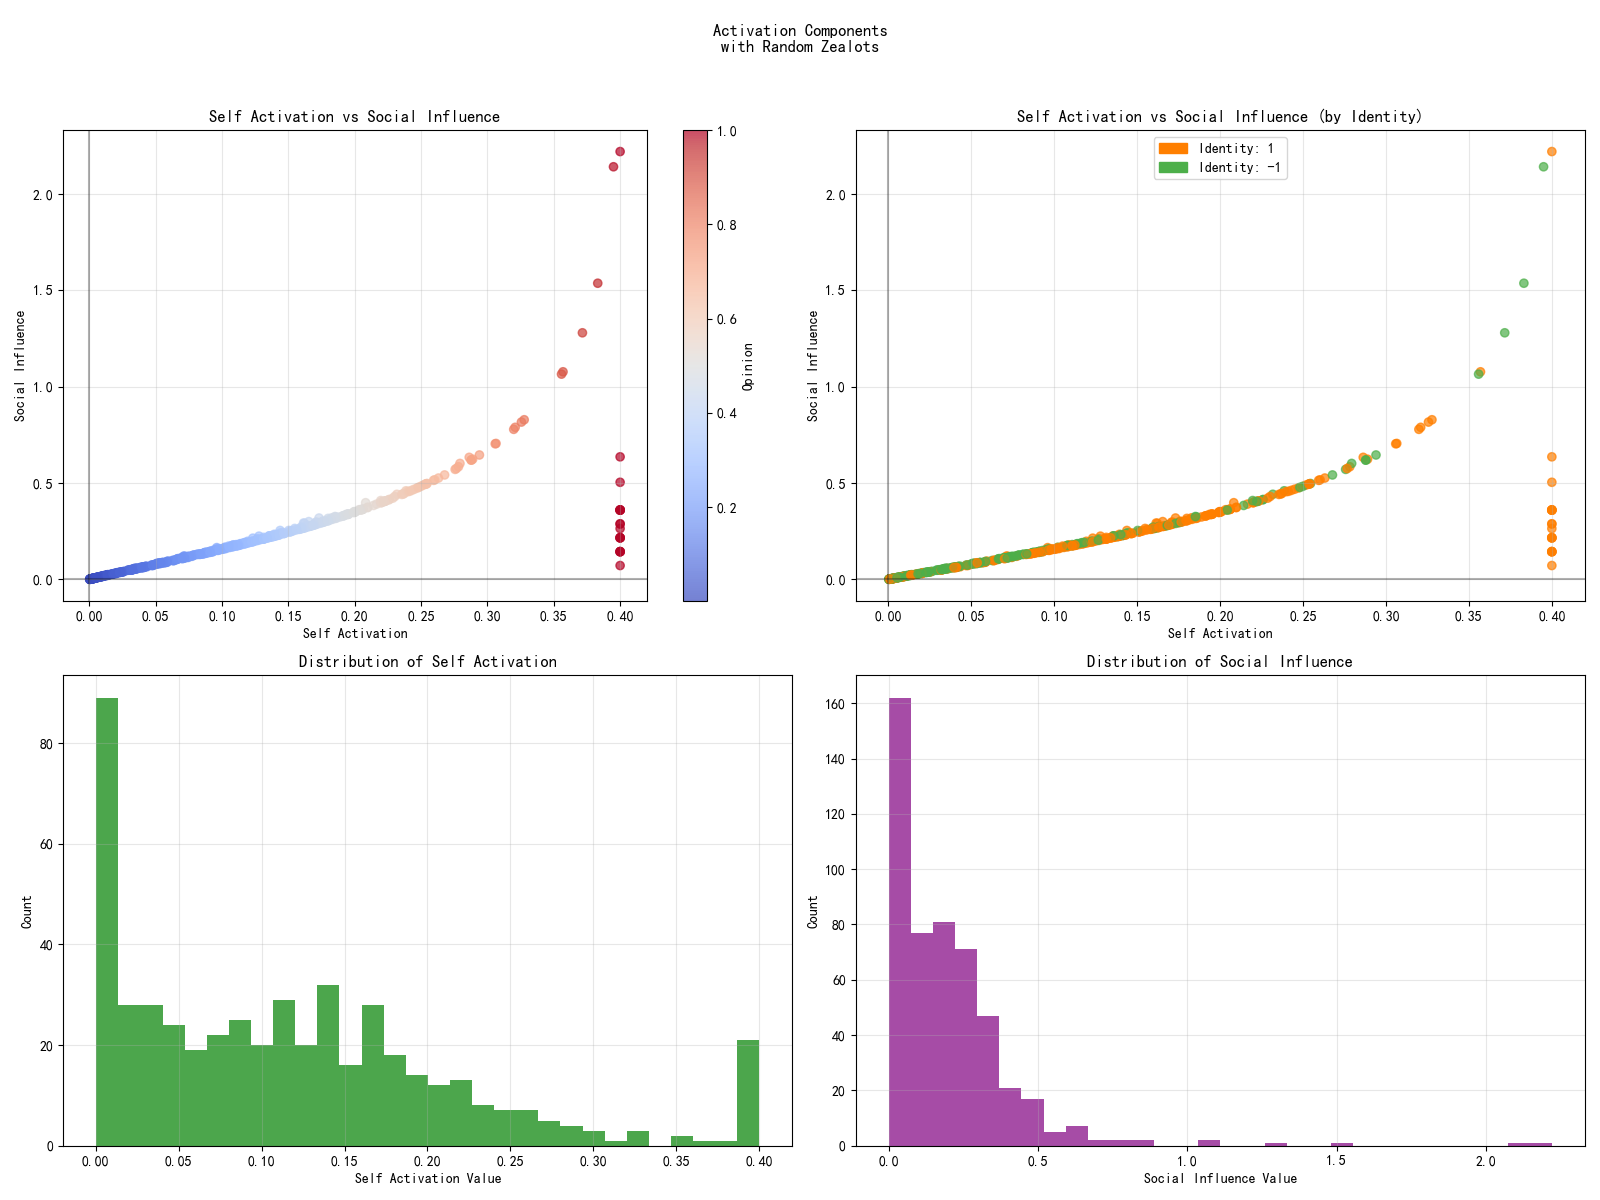 Activation Components
with Random Zealots
Self Activation vs Social Influence
Social Influence
2.0
1.5
1.0
0.5
0.0
0.00 0.05 0.10 0.15 0.20 0.25 0.30 0.35 0.40
Self Activation
1.0
0.8
0.6
0.4
0.2
Opinion
Self Activation vs Social Influence (by Identity)
Identity: 1
Identity: -1
Social Influence
2.0
1.5
1.0
0.5
0.0
0.00 0.05 0.10 0.15 0.20 0.25 0.30 0.35 0.40
Self Activation
Distribution of Self Activation
Count
80
60
40
20
0
0.00 0.05 0.10 0.15 0.20 0.25 0.30 0.35 0.40
Self Activation Value
Distribution of Social Influence
Count
160
140
120
100
80
60
40
20
0
0.0 0.5 1.0 1.5 2.0
Social Influence Value